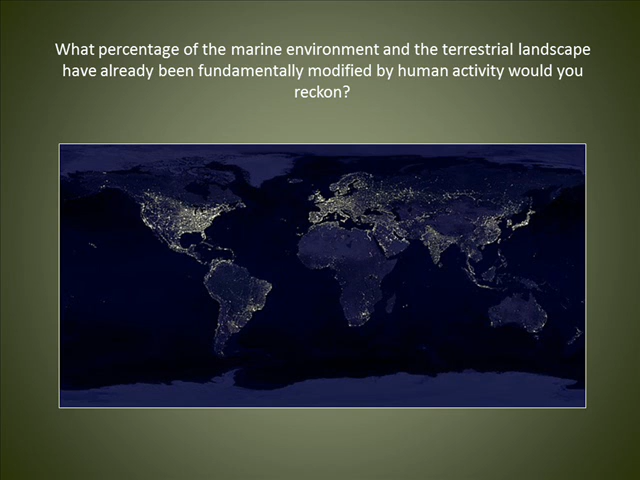 What percentage of the marine environment and the terrestrial landscape
have already been fundamentally modified by human activity would you
reckon?